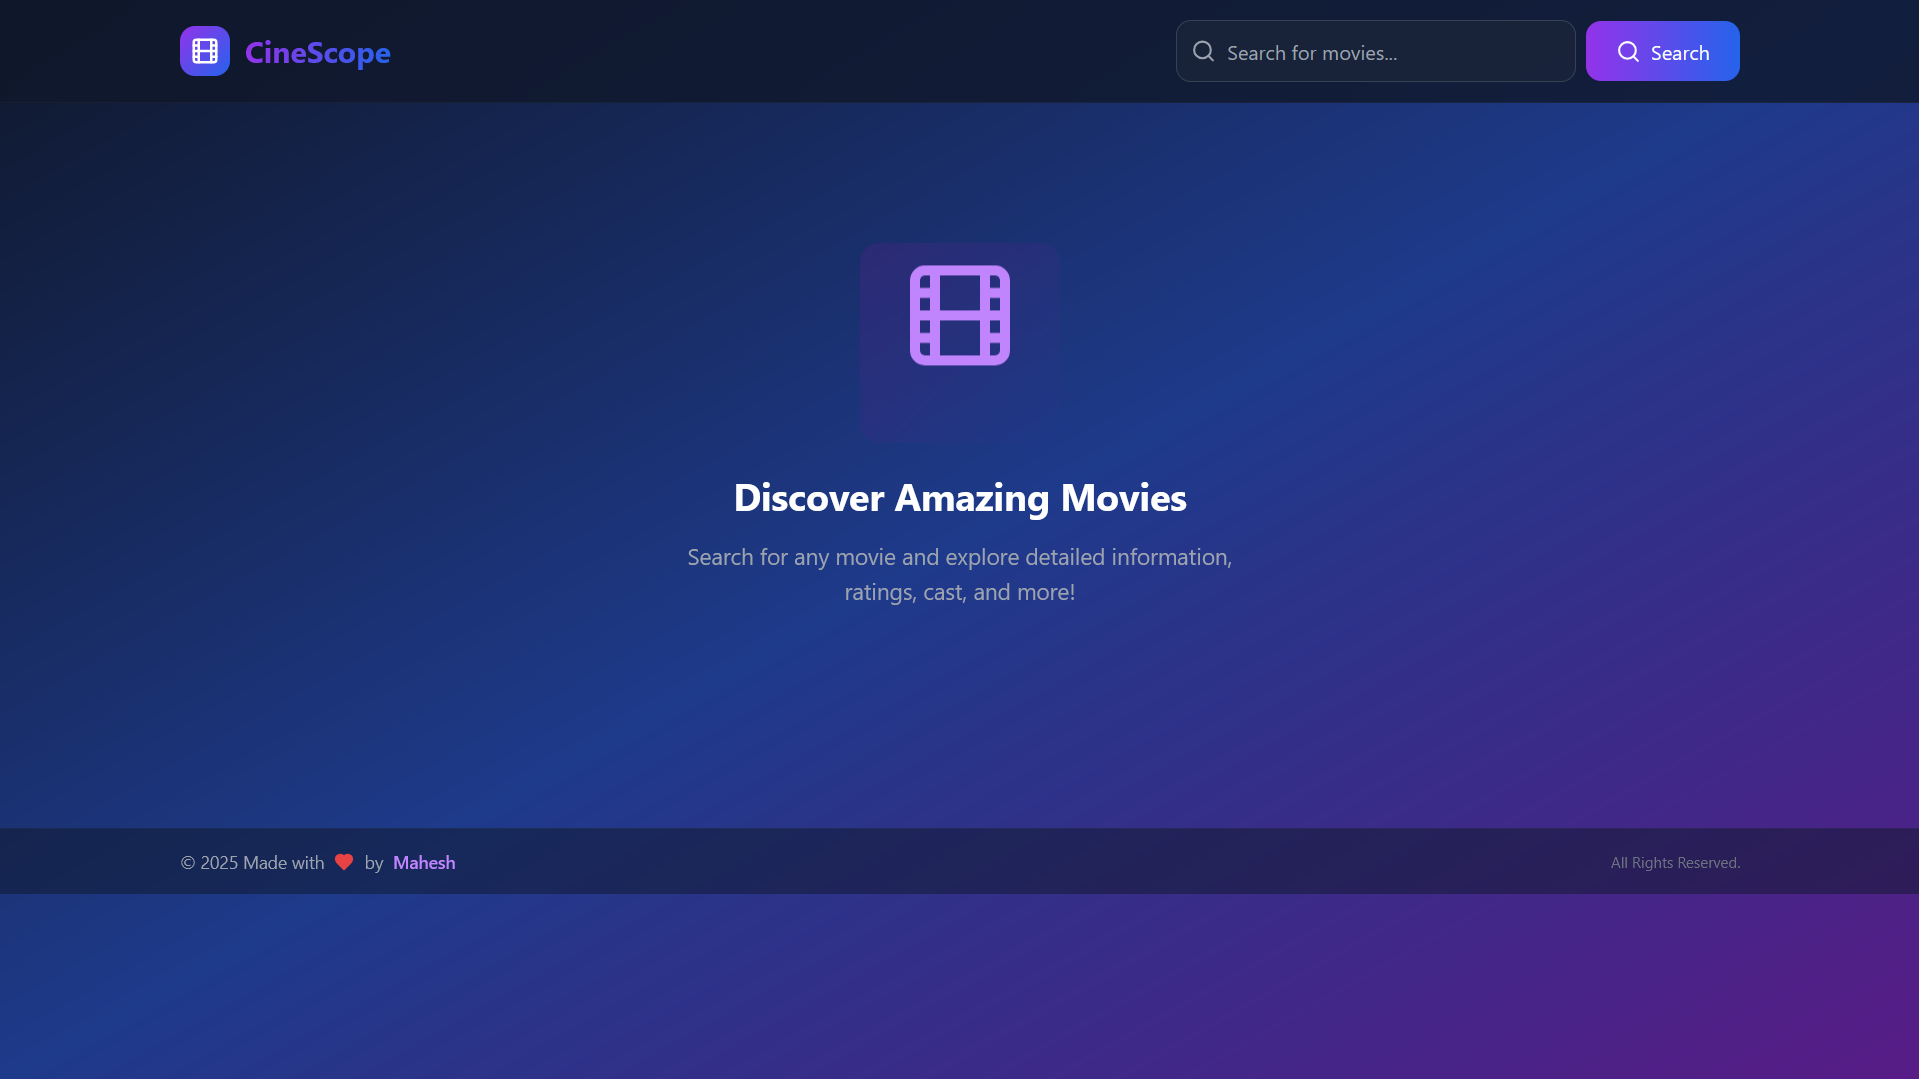 CineScope
Search for movies...
Search
Discover Amazing Movies
Search for any movie and explore detailed information,
ratings, cast, and more!
© 2025 Made with ❤ by Mahesh
All Rights Reserved.